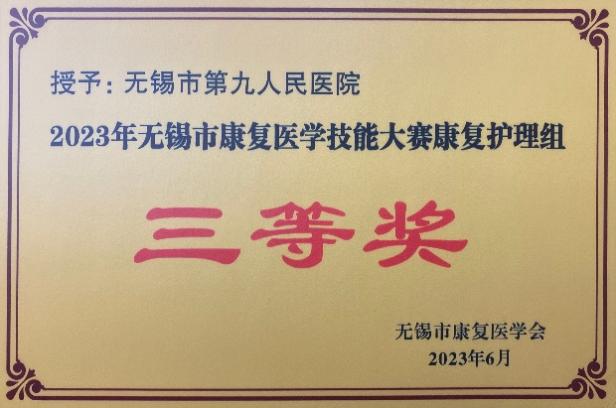 授予：无锡市第九人民医院
2023年无锡市康复医学技能大赛康复护理组
三等奖
无锡市康复医学会
2023年6月